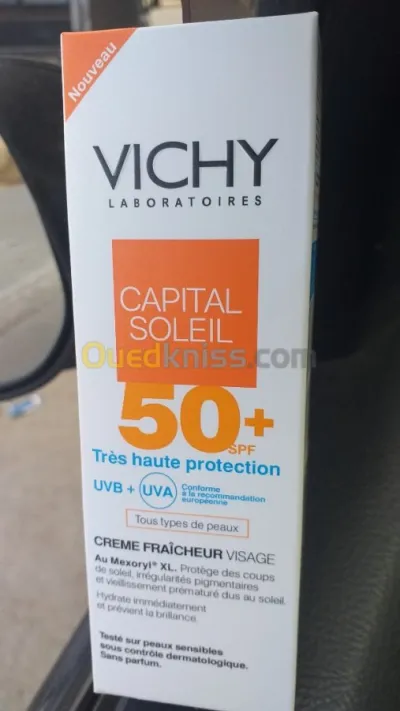 Nouveau
VICHY
LABORATOIRES
CAPITAL
SOLEIL
Ouedkniss.com
50+
SPF
Très haute protection
UVB + UVA
Conforme
à la recommandation
européenne
Tous types de peaux
CREME FRAÎCHEUR VISAGE
Au Mexoryl® XL. Protège des coups
de soleil, irrégularités pigmentaires
et vieillissement prématuré dus au soleil.
Hydrate immédiatement
et prévient la brillance.
Testé sur peaux sensibles
sous contrôle dermatologique.
Sans parfum.